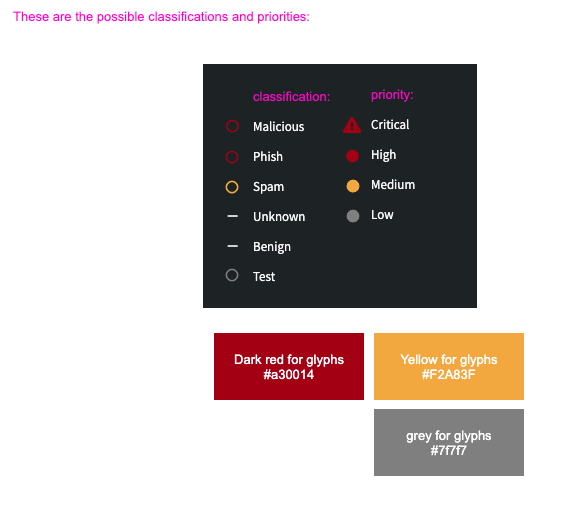 These are the possible classifications and priorities:
classification:
Malicious
Phish
Spam
Unknown
Benign
Test
priority:
Critical
High
Medium
Low
Dark red for glyphs
#a30014
Yellow for glyphs
#F2A83F
grey for glyphs
#7f7f7